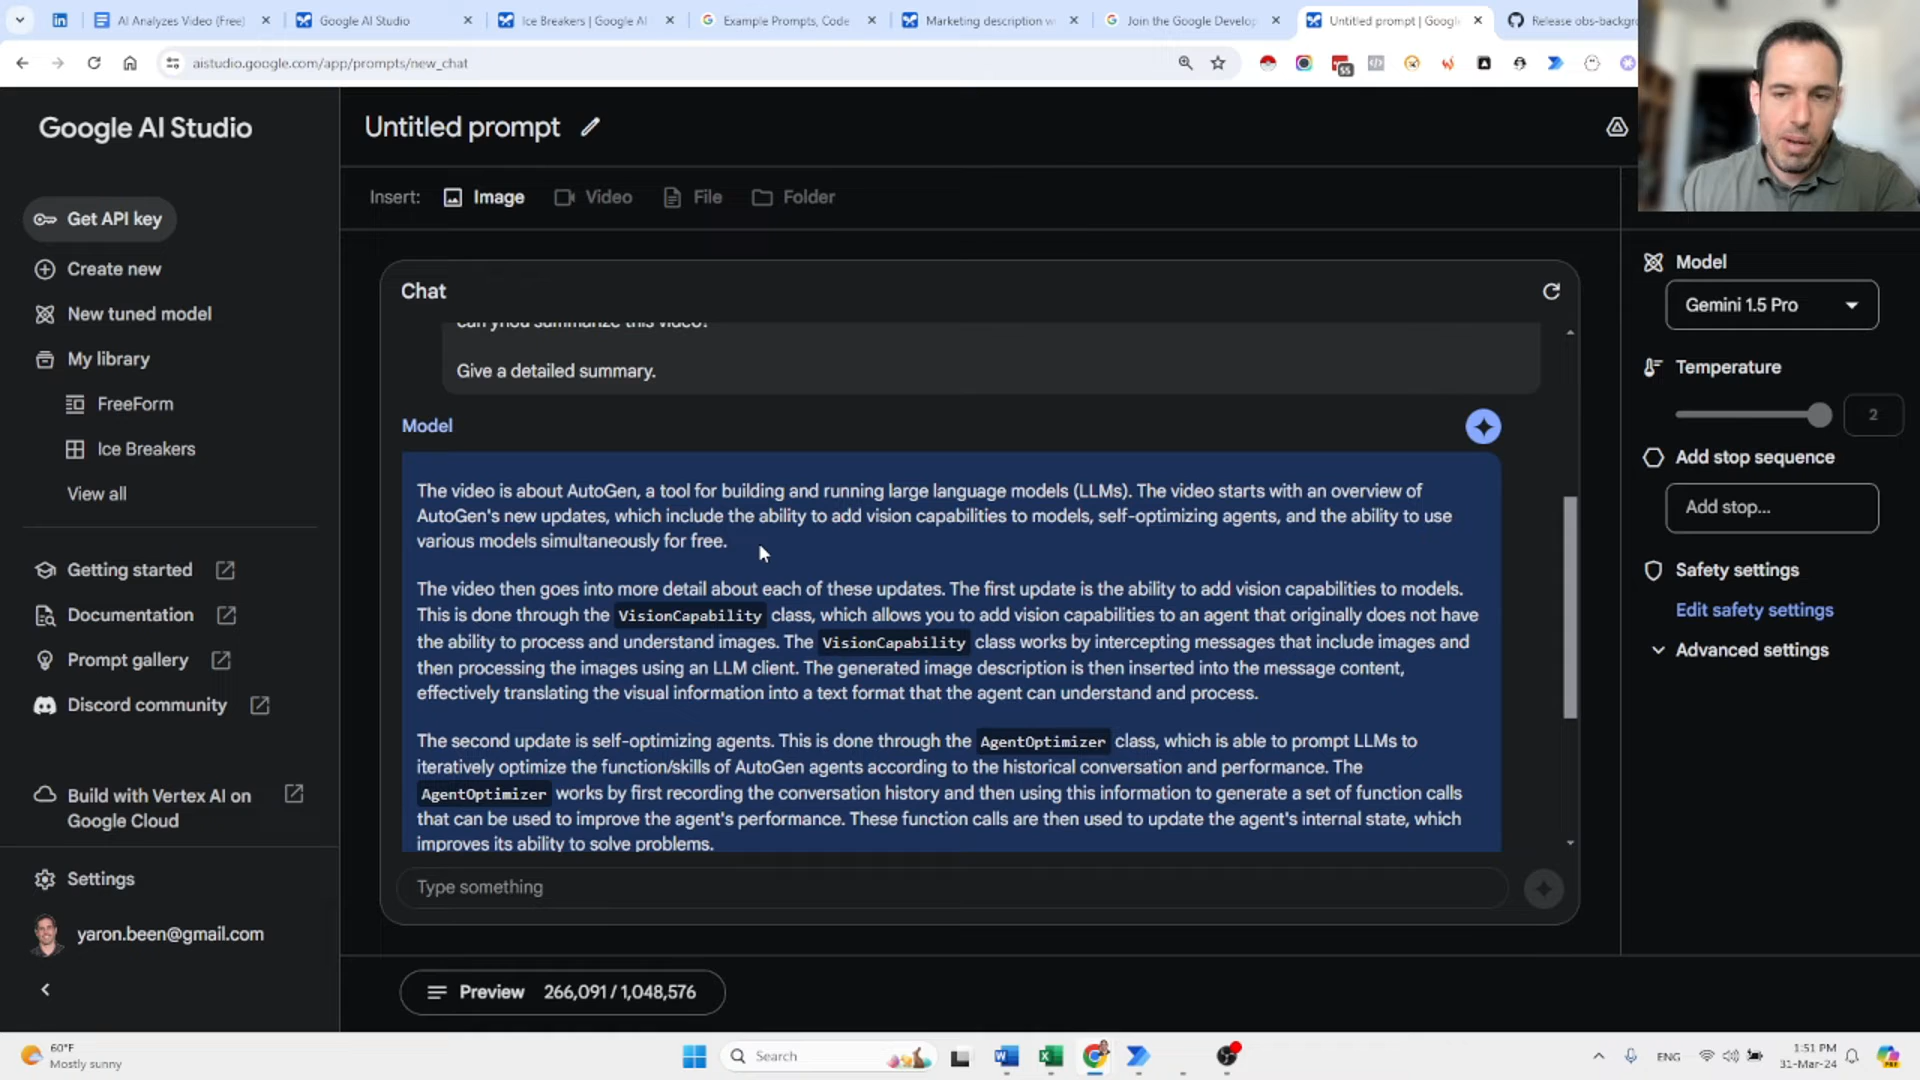 AI Analyzes Video (Free)
Google AI Studio
Ice Breakers | Google AI
Example Prompts, Code
Marketing description w
Join the Google Develop
Untitled prompt | Google
Release obs-backgro
aistudio.google.com/app/prompts/new_chat
55
Google AI Studio
Get API key
Create new
New tuned model
My library
FreeForm
Ice Breakers
View all
Getting started
Documentation
Prompt gallery
Discord community
Build with Vertex AI on
Google Cloud
Settings
yaron.been@gmail.com
Untitled prompt
Insert: Image Video File Folder
Chat
can ynou summarize this video?
Give a detailed summary.
Model
The video is about AutoGen, a tool for building and running large language models (LLMs). The video starts with an overview of
AutoGen's new updates, which include the ability to add vision capabilities to models, self-optimizing agents, and the ability to use
various models simultaneously for free.
The video then goes into more detail about each of these updates. The first update is the ability to add vision capabilities to models.
This is done through the VisionCapability class, which allows you to add vision capabilities to an agent that originally does not have
the ability to process and understand images. The VisionCapability class works by intercepting messages that include images and
then processing the images using an LLM client. The generated image description is then inserted into the message content,
effectively translating the visual information into a text format that the agent can understand and process.
The second update is self-optimizing agents. This is done through the AgentOptimizer class, which is able to prompt LLMs to
iteratively optimize the function/skills of AutoGen agents according to the historical conversation and performance. The
AgentOptimizer works by first recording the conversation history and then using this information to generate a set of function calls
that can be used to improve the agent's performance. These function calls are then used to update the agent's internal state, which
improves its ability to solve problems.
Type something
Preview 266,091 / 1,048,576
Model
Gemini 1.5 Pro
Temperature
2
Add stop sequence
Add stop...
Safety settings
Edit safety settings
Advanced settings
60°F
Mostly sunny
Search
ENG
1:51 PM
31-Mar-24